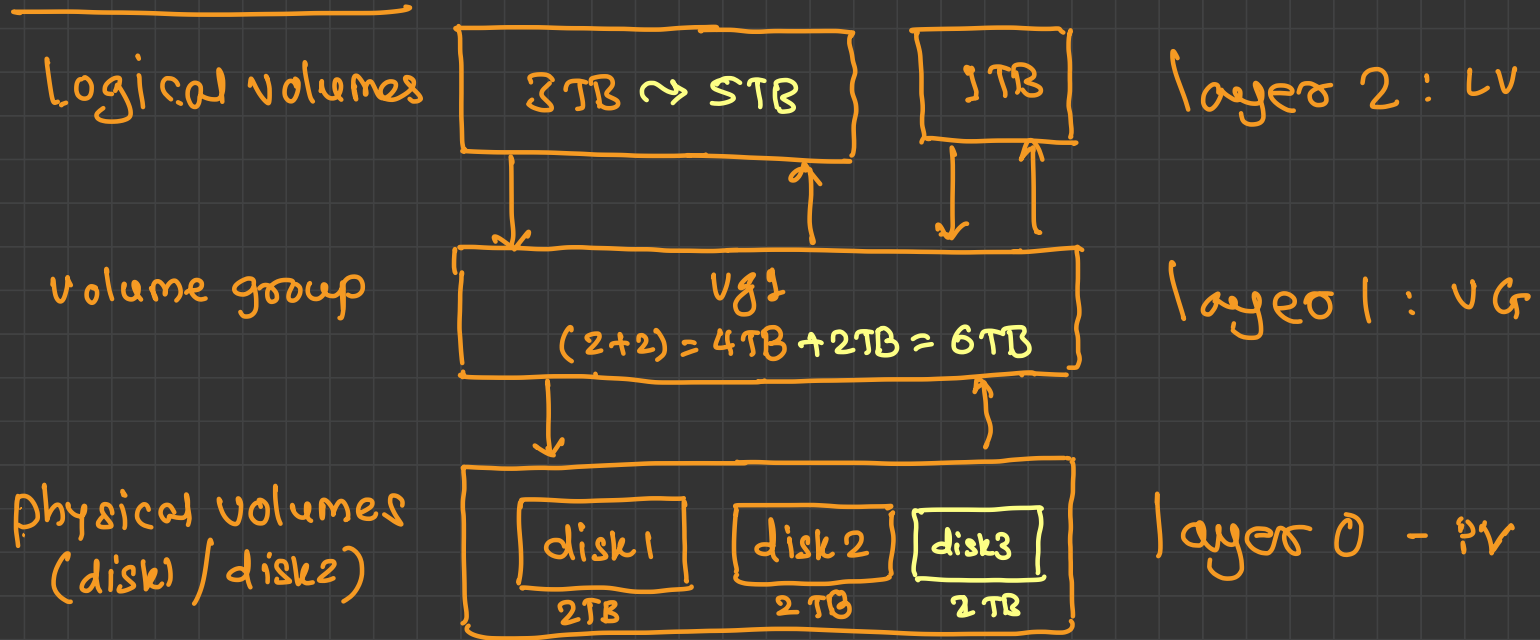 Logical volumes
3TB ~> 5TB
1TB
layer 2 : LV
volume group
vg1
(2+2) = 4TB +2TB = 6TB
layer 1 : VG
physical volumes
(disk1 / disk2)
disk1
disk2
disk3
2TB
2TB
2TB
layer 0 - PV